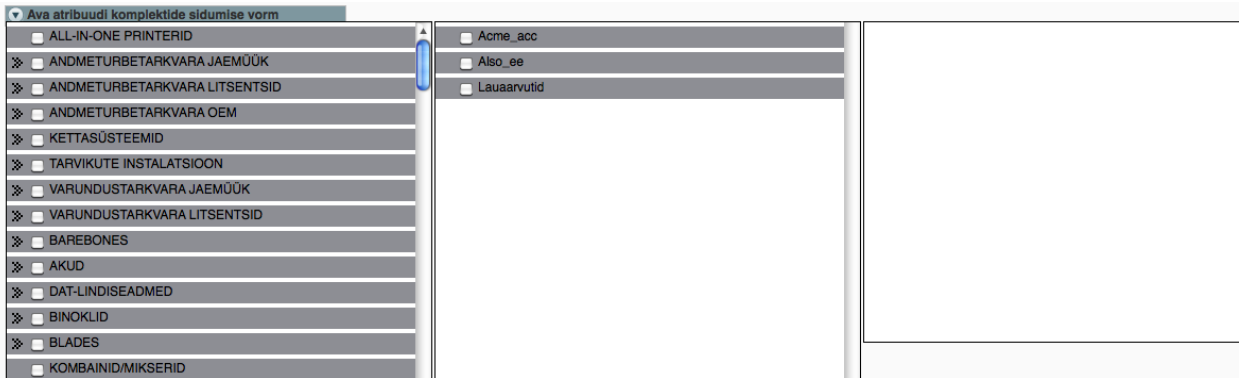 Ava atribuudi komplektide sidumise vorm
ALL-IN-ONE PRINTERID
ANDMETURBETARKVARA JAEMÜÜK
ANDMETURBETARKVARA LITSENTSID
ANDMETURBETARKVARA OEM
KETTASÜSTEEMID
TARVIKUTE INSTALATSIOON
VARUNDUSTARKVARA JAEMÜÜK
VARUNDUSTARKVARA LITSENTSID
BAREBONES
AKUD
DAT-LINDISEADMED
BINOKLID
BLADES
KOMBAINID/MIKSERID
Acme_acc
Also_ee
Lauaarvutid